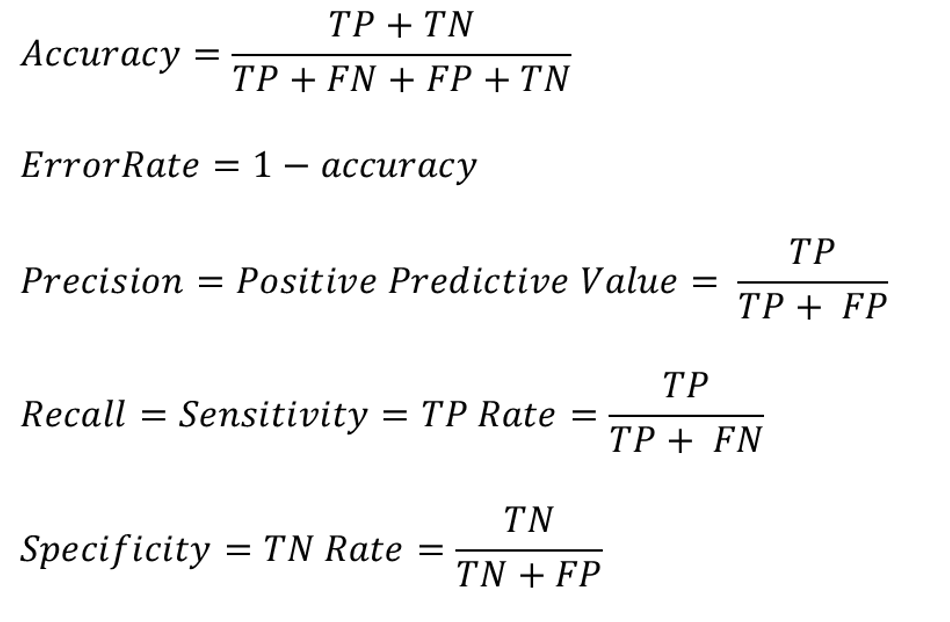 Accuracy = \frac{TP + TN}{TP + FN + FP + TN}
ErrorRate = 1 − accuracy
Precision = Positive Predictive Value = \frac{TP}{TP + FP}
Recall = Sensitivity = TP Rate = \frac{TP}{TP + FN}
Specificity = TN Rate = \frac{TN}{TN + FP}